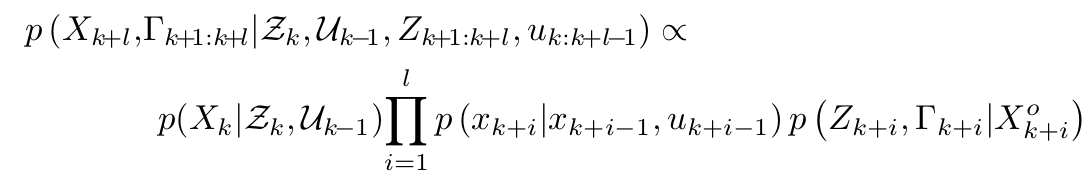 p (X_{k+l}, Γ_{k+1:k+l} | 𝒵_k, 𝒰_{k−1}, Z_{k+1:k+l}, u_{k:k+l−1}) ∝
p(X_k | 𝒵_k, 𝒰_{k−1}) ∏_{i=1}^{l} p (x_{k+i} | x_{k+i−1}, u_{k+i−1}) p (Z_{k+i}, Γ_{k+i} | X^o_{k+i})